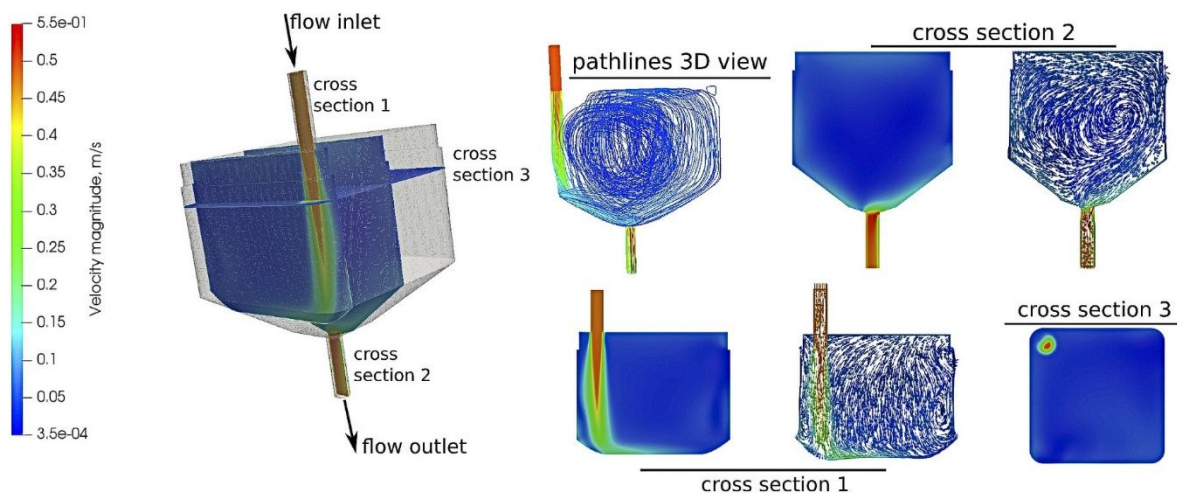 5.5e-01
0.5
0.45
0.4
0.35
0.3
0.25
0.2
0.15
0.1
0.05
3.5e-04
Velocity magnitude, m/s
flow inlet
cross
section 1
cross
section 3
cross
section 2
flow outlet
pathlines 3D view
cross section 2
cross section 1
cross section 3